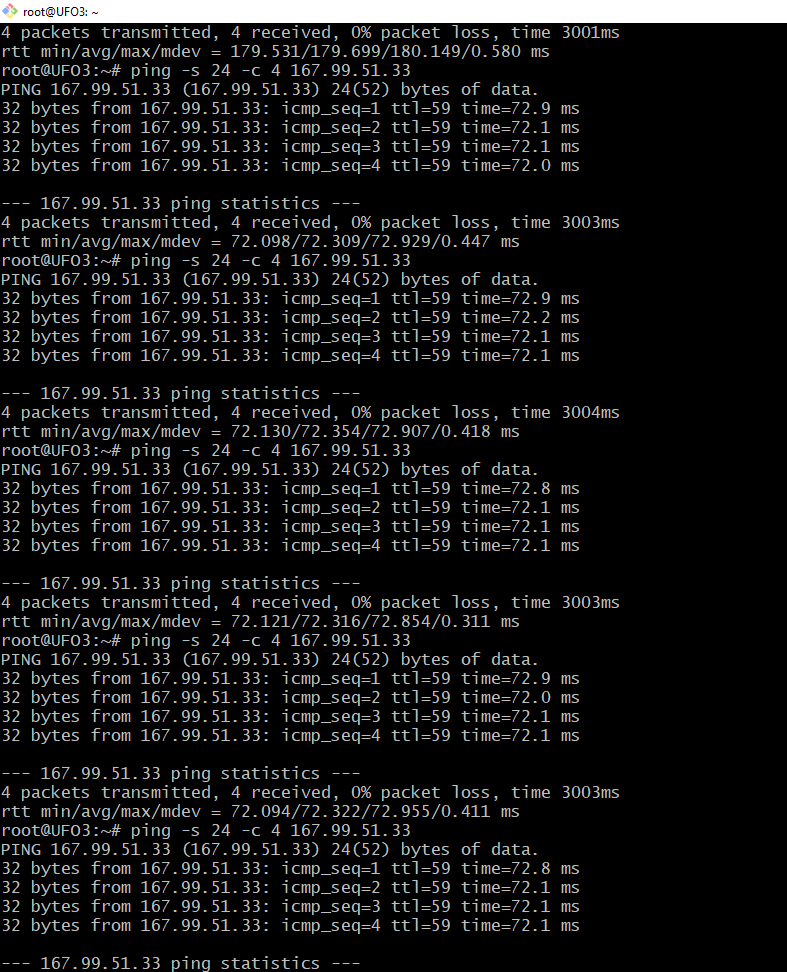 root@UFO3: ~
4 packets transmitted, 4 received, 0% packet loss, time 3001ms
rtt min/avg/max/mdev = 179.531/179.699/180.149/0.580 ms
root@UFO3:~# ping -s 24 -c 4 167.99.51.33
PING 167.99.51.33 (167.99.51.33) 24(52) bytes of data.
32 bytes from 167.99.51.33: icmp_seq=1 ttl=59 time=72.9 ms
32 bytes from 167.99.51.33: icmp_seq=2 ttl=59 time=72.1 ms
32 bytes from 167.99.51.33: icmp_seq=3 ttl=59 time=72.1 ms
32 bytes from 167.99.51.33: icmp_seq=4 ttl=59 time=72.0 ms
--- 167.99.51.33 ping statistics ---
4 packets transmitted, 4 received, 0% packet loss, time 3003ms
rtt min/avg/max/mdev = 72.098/72.309/72.929/0.447 ms
root@UFO3:~# ping -s 24 -c 4 167.99.51.33
PING 167.99.51.33 (167.99.51.33) 24(52) bytes of data.
32 bytes from 167.99.51.33: icmp_seq=1 ttl=59 time=72.9 ms
32 bytes from 167.99.51.33: icmp_seq=2 ttl=59 time=72.2 ms
32 bytes from 167.99.51.33: icmp_seq=3 ttl=59 time=72.1 ms
32 bytes from 167.99.51.33: icmp_seq=4 ttl=59 time=72.1 ms
--- 167.99.51.33 ping statistics ---
4 packets transmitted, 4 received, 0% packet loss, time 3004ms
rtt min/avg/max/mdev = 72.130/72.354/72.907/0.418 ms
root@UFO3:~# ping -s 24 -c 4 167.99.51.33
PING 167.99.51.33 (167.99.51.33) 24(52) bytes of data.
32 bytes from 167.99.51.33: icmp_seq=1 ttl=59 time=72.8 ms
32 bytes from 167.99.51.33: icmp_seq=2 ttl=59 time=72.1 ms
32 bytes from 167.99.51.33: icmp_seq=3 ttl=59 time=72.1 ms
32 bytes from 167.99.51.33: icmp_seq=4 ttl=59 time=72.1 ms
--- 167.99.51.33 ping statistics ---
4 packets transmitted, 4 received, 0% packet loss, time 3003ms
rtt min/avg/max/mdev = 72.121/72.316/72.854/0.311 ms
root@UFO3:~# ping -s 24 -c 4 167.99.51.33
PING 167.99.51.33 (167.99.51.33) 24(52) bytes of data.
32 bytes from 167.99.51.33: icmp_seq=1 ttl=59 time=72.9 ms
32 bytes from 167.99.51.33: icmp_seq=2 ttl=59 time=72.0 ms
32 bytes from 167.99.51.33: icmp_seq=3 ttl=59 time=72.1 ms
32 bytes from 167.99.51.33: icmp_seq=4 ttl=59 time=72.1 ms
--- 167.99.51.33 ping statistics ---
4 packets transmitted, 4 received, 0% packet loss, time 3003ms
rtt min/avg/max/mdev = 72.094/72.322/72.955/0.411 ms
root@UFO3:~# ping -s 24 -c 4 167.99.51.33
PING 167.99.51.33 (167.99.51.33) 24(52) bytes of data.
32 bytes from 167.99.51.33: icmp_seq=1 ttl=59 time=72.8 ms
32 bytes from 167.99.51.33: icmp_seq=2 ttl=59 time=72.1 ms
32 bytes from 167.99.51.33: icmp_seq=3 ttl=59 time=72.1 ms
32 bytes from 167.99.51.33: icmp_seq=4 ttl=59 time=72.1 ms
--- 167.99.51.33 ping statistics ---